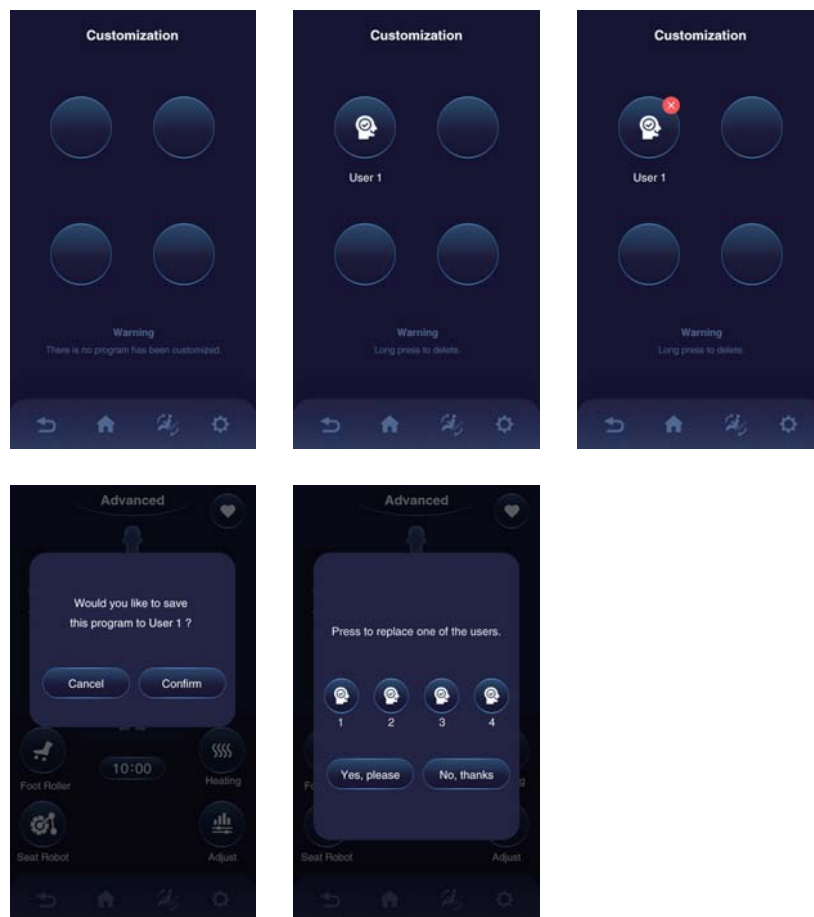 Customization
Warning
There is no program has been customized.
Customization
User 1
Warning
Long press to delete.
Customization
User 1
Warning
Long press to delete.
Advanced
Would you like to save
this program to User 1 ?
Cancel Confirm
Foot Roller 10:00 Heating
Seat Robot Adjust
Advanced
Press to replace one of the users.
1 2 3 4
Yes, please No, thanks
Seat Robot Adjust